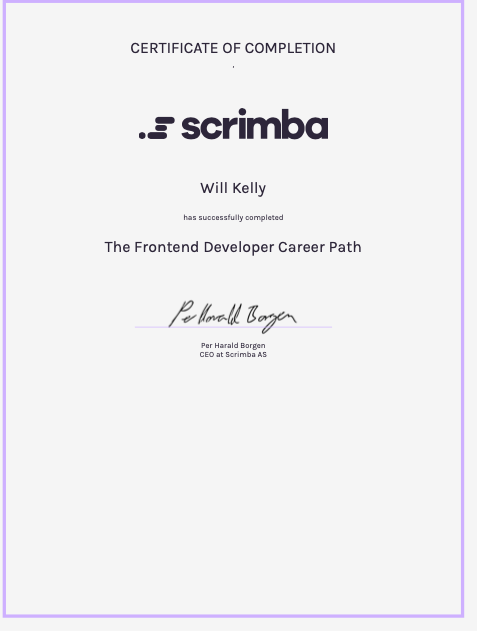 CERTIFICATE OF COMPLETION
.
scrimba
Will Kelly
has successfully completed
The Frontend Developer Career Path
Per Harald Borgen
Per Harald Borgen
CEO at Scrimba AS